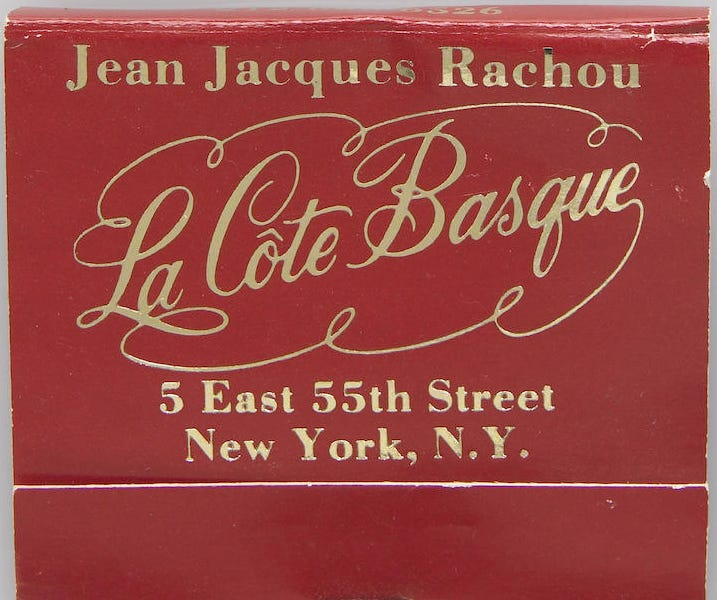 Jean Jacques Rachou
La Côte Basque
5 East 55th Street
New York, N.Y.